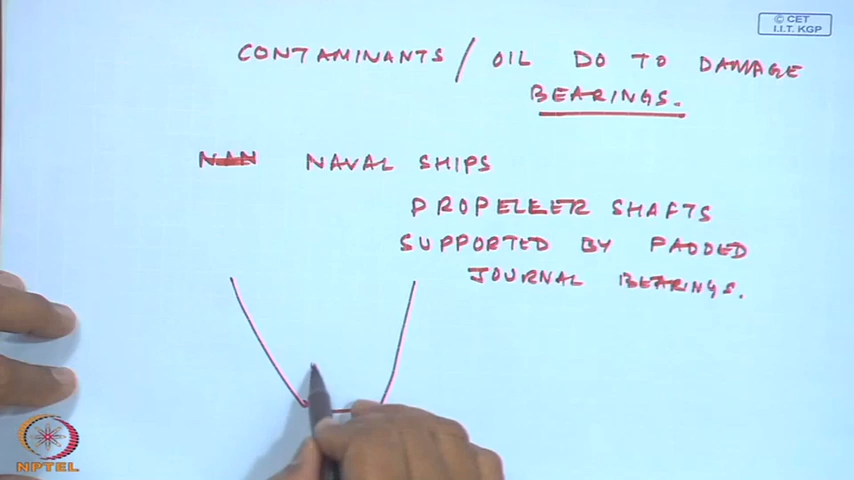 © CET
I.I.T. KGP
CONTAMINANTS / OIL DO TO DAMAGE
BEARINGS.
NAN NAVAL SHIPS
PROPELEER SHAFTS
SUPPORTED BY PADDED
JOURNAL BEARINGS.
NPTEL